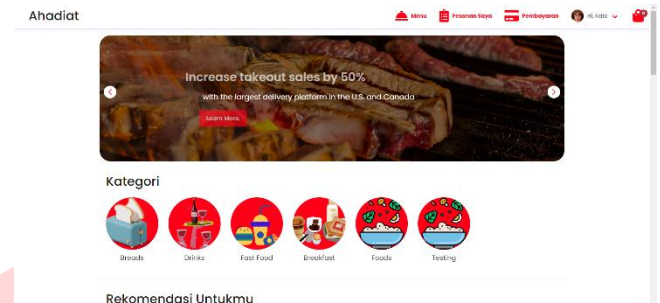 Ahadiat
Menu
Pesanan Saya
Pembayaran
Hi, Nate
Increase takeout sales by 50%
with the largest delivery platform in the U.S. and Canada
Learn More.
Kategori
Breads
Drinks
Fast Food
Breakfast
Foods
Testing
Rekomendasi Untukmu